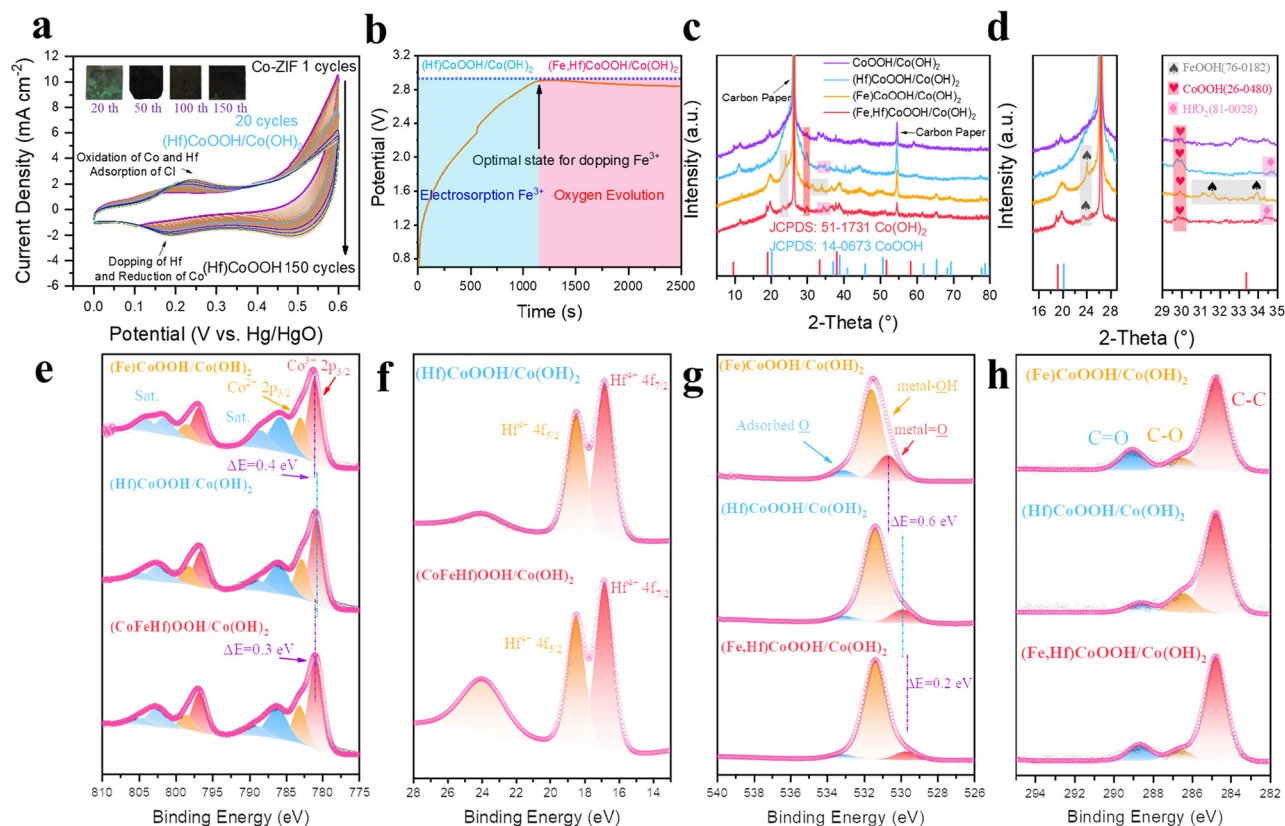 a
12
10
8
6
4
2
0
-2
-4
-6
Current Density (mA cm⁻²)
20 th 50 th 100 th 150 th
Co-ZIF 1 cycles
20 cycles
(Hf)CoOOH/Co(OH)₂
Oxidation of Co and Hf
Adsorption of Cl⁻
Dopping of Hf
and Reduction of Co
(Hf)CoOOH 150 cycles
0.0 0.1 0.2 0.3 0.4 0.5 0.6
Potential (V vs. Hg/HgO)
b
3.2
2.8
2.4
2.0
1.6
1.2
0.8
Potential (V)
(Hf)CoOOH/Co(OH)₂ (Fe,Hf)CoOOH/Co(OH)₂
Optimal state for dopping Fe³⁺
Electrosorption Fe³⁺ Oxygen Evolution
0 500 1000 1500 2000 2500
Time (s)
c
Intensity (a.u.)
CoOOH/Co(OH)₂
(Hf)CoOOH/Co(OH)₂
(Fe)CoOOH/Co(OH)₂
(Fe,Hf)CoOOH/Co(OH)₂
Carbon Paper
Carbon Paper
JCPDS: 51-1731 Co(OH)₂
JCPDS: 14-0673 CoOOH
10 20 30 40 50 60 70 80
2-Theta (°)
d
Intensity (a.u.)
♠ FeOOH(76-0182)
♥ CoOOH(26-0480)
♦ HfO₂(81-0028)
16 20 24 28 29 30 31 32 33 34 35
2-Theta (°)
e
(Fe)CoOOH/Co(OH)₂
Co³⁺ 2p₃/₂
Co²⁺ 2p₃/₂
Sat.
Sat.
ΔE=0.4 eV
(Hf)CoOOH/Co(OH)₂
(CoFeHf)OOH/Co(OH)₂
ΔE=0.3 eV
810 805 800 795 790 785 780 775
Binding Energy (eV)
f
(Hf)CoOOH/Co(OH)₂
Hf⁴⁺ 4f₇/₂
Hf⁴⁺ 4f₅/₂
(CoFeHf)OOH/Co(OH)₂
Hf⁴⁺ 4f₇/₂
Hf⁴⁺ 4f₅/₂
28 26 24 22 20 18 16 14
Binding Energy (eV)
g
(Fe)CoOOH/Co(OH)₂
metal-OH
Adsorbed O
metal=O
ΔE=0.6 eV
(Hf)CoOOH/Co(OH)₂
(Fe,Hf)CoOOH/Co(OH)₂
ΔE=0.2 eV
540 538 536 534 532 530 528 526
Binding Energy (eV)
h
(Fe)CoOOH/Co(OH)₂
C-C
C=O
C-O
(Hf)CoOOH/Co(OH)₂
(Fe,Hf)CoOOH/Co(OH)₂
294 292 290 288 286 284 282
Binding Energy (eV)